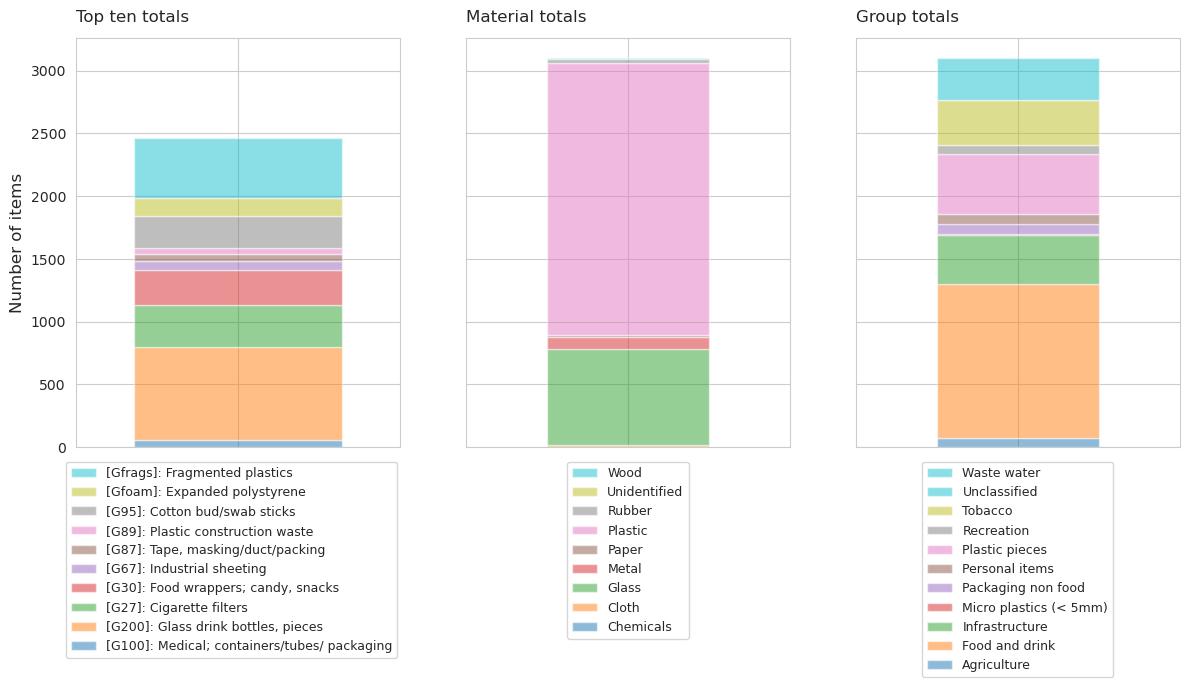 Top ten totals
Material totals
Group totals
Number of items
3000
2500
2000
1500
1000
500
0
[Gfrags]: Fragmented plastics
[Gfoam]: Expanded polystyrene
[G95]: Cotton bud/swab sticks
[G89]: Plastic construction waste
[G87]: Tape, masking/duct/packing
[G67]: Industrial sheeting
[G30]: Food wrappers; candy, snacks
[G27]: Cigarette filters
[G200]: Glass drink bottles, pieces
[G100]: Medical; containers/tubes/ packaging
Wood
Unidentified
Rubber
Plastic
Paper
Metal
Glass
Cloth
Chemicals
Waste water
Unclassified
Tobacco
Recreation
Plastic pieces
Personal items
Packaging non food
Micro plastics (< 5mm)
Infrastructure
Food and drink
Agriculture